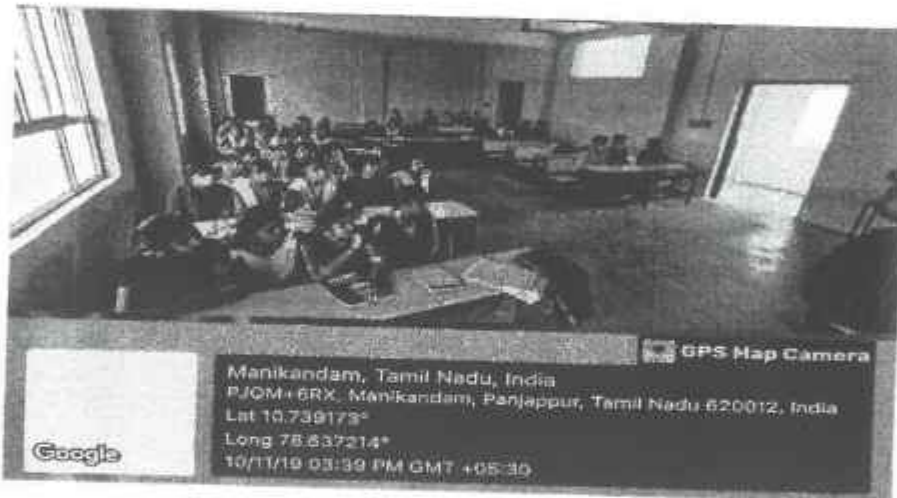 GPS Map Camera
Manikandam, Tamil Nadu, India
PJQM+6RX, Manikandam, Panjappur, Tamil Nadu 620012, India
Lat 10.739173°
Long 78.637214°
10/11/19 03:39 PM GMT +05:30
Google